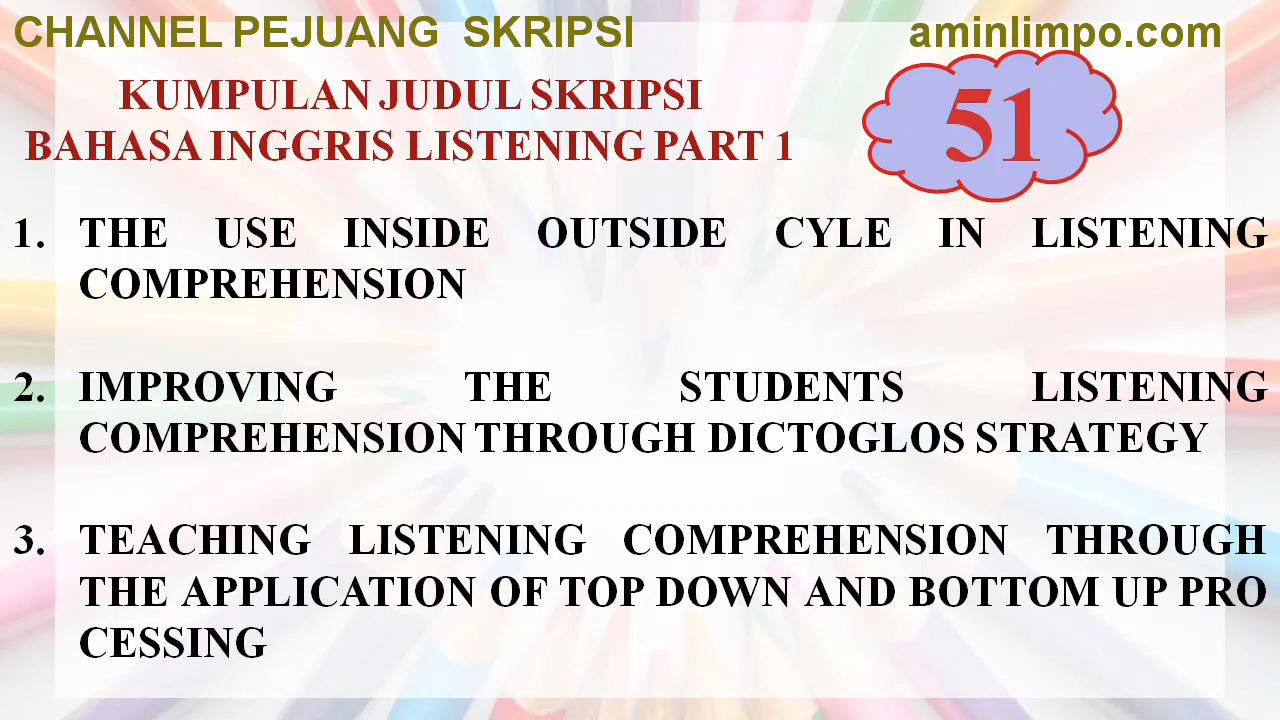 CHANNEL PEJUANG SKRIPSI aminlimpo.com
KUMPULAN JUDUL SKRIPSI
BAHASA INGGRIS LISTENING PART 1
51
1. THE USE INSIDE OUTSIDE CYLE IN LISTENING
COMPREHENSION
2. IMPROVING THE STUDENTS LISTENING
COMPREHENSION THROUGH DICTOGLOS STRATEGY
3. TEACHING LISTENING COMPREHENSION THROUGH
THE APPLICATION OF TOP DOWN AND BOTTOM UP PRO
CESSING